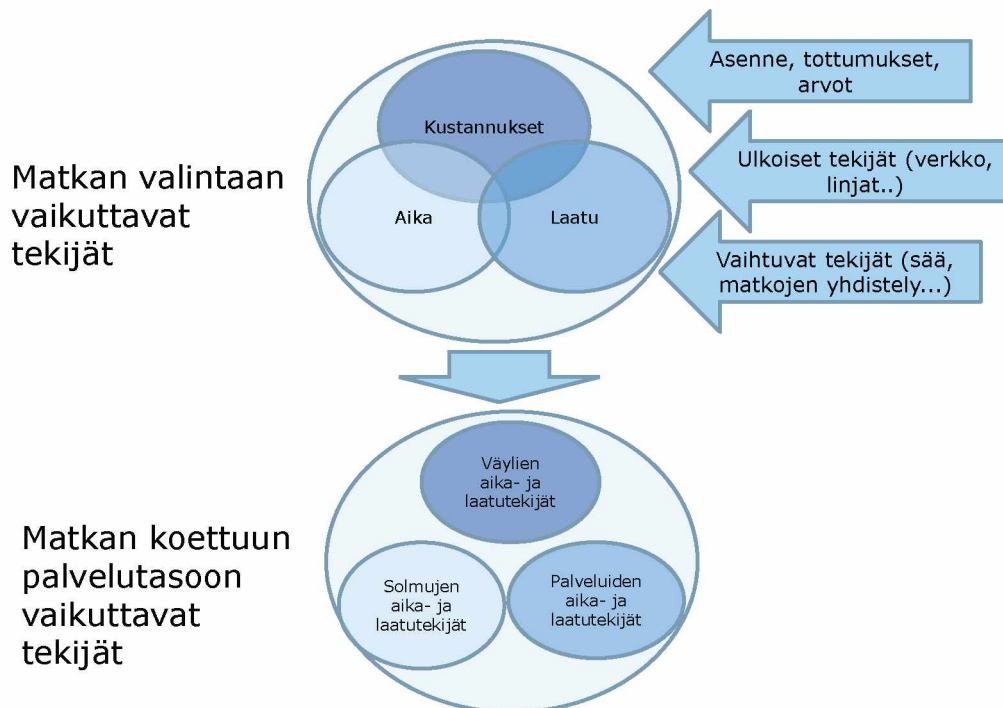 Matkan valintaan
vaikuttavat
tekijät
Kustannukset
Aika
Laatu
Asenne, tottumukset,
arvot
Ulkoiset tekijät (verkko,
linjat..)
Vaihtuvat tekijät (sää,
matkojen yhdistely...)
Matkan koettuun
palvelutasoon
vaikuttavat
tekijät
Väylien
aika- ja
laatutekijät
Solmujen
aika- ja
laatutekijät
Palveluiden
aika- ja
laatutekijät